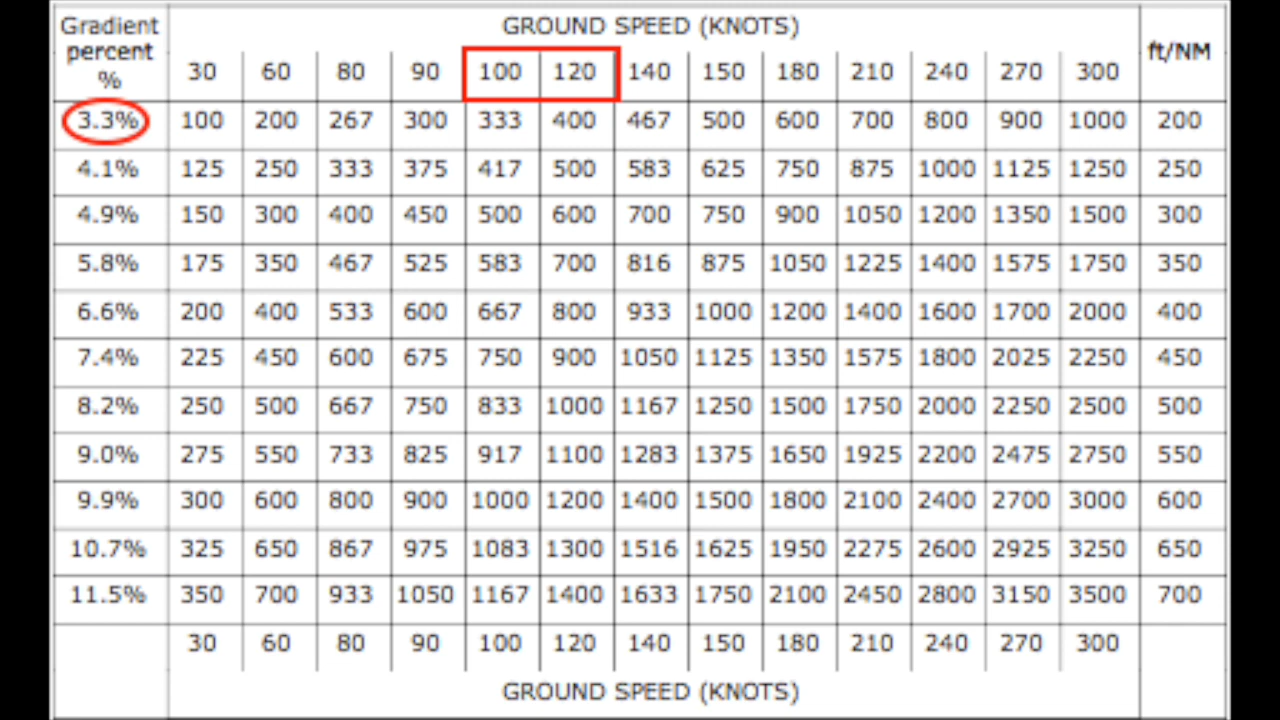 Gradient percent % GROUND SPEED (KNOTS) ft/NM
30 60 80 90 100 120 140 150 180 210 240 270 300
3.3% 100 200 267 300 333 400 467 500 600 700 800 900 1000 200
4.1% 125 250 333 375 417 500 583 625 750 875 1000 1125 1250 250
4.9% 150 300 400 450 500 600 700 750 900 1050 1200 1350 1500 300
5.8% 175 350 467 525 583 700 816 875 1050 1225 1400 1575 1750 350
6.6% 200 400 533 600 667 800 933 1000 1200 1400 1600 1700 2000 400
7.4% 225 450 600 675 750 900 1050 1125 1350 1575 1800 2025 2250 450
8.2% 250 500 667 750 833 1000 1167 1250 1500 1750 2000 2250 2500 500
9.0% 275 550 733 825 917 1100 1283 1375 1650 1925 2200 2475 2750 550
9.9% 300 600 800 900 1000 1200 1400 1500 1800 2100 2400 2700 3000 600
10.7% 325 650 867 975 1083 1300 1516 1625 1950 2275 2600 2925 3250 650
11.5% 350 700 933 1050 1167 1400 1633 1750 2100 2450 2800 3150 3500 700
30 60 80 90 100 120 140 150 180 210 240 270 300
GROUND SPEED (KNOTS)